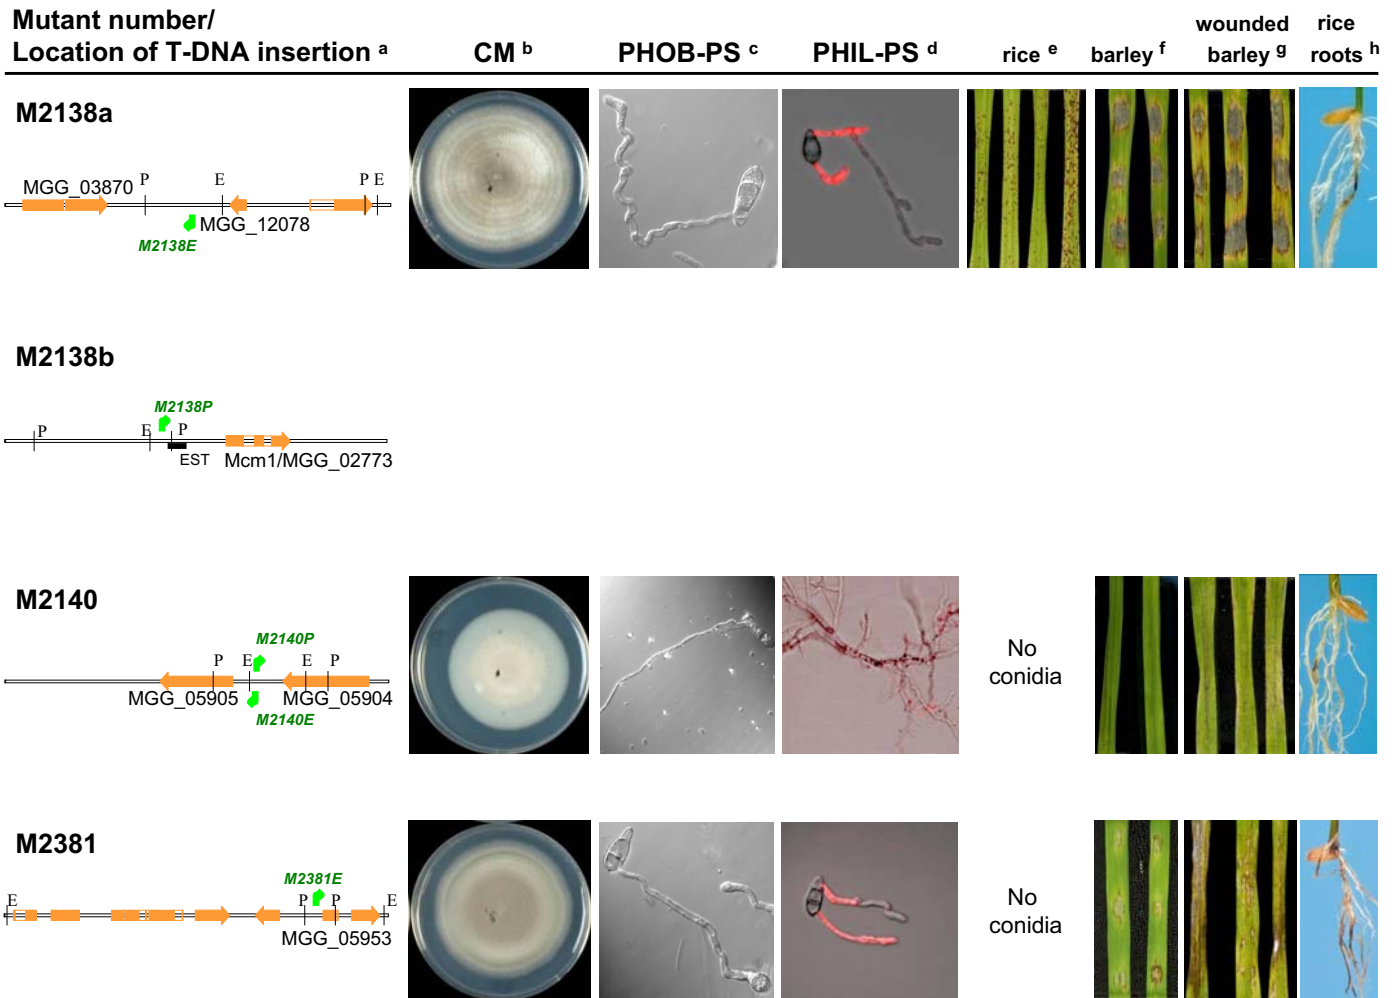 Mutant number/
Location of T-DNA insertion a CM b PHOB-PS c PHIL-PS d rice e barley f wounded barley g rice roots h
M2138a
MGG_03870 P E P E
M2138E MGG_12078
M2138b
M2138P
P E P
EST Mcm1/MGG_02773
M2140
M2140P
P E E P
MGG_05905 MGG_05904
M2140E
No
conidia
M2381
M2381E
E P P E
MGG_05953
No
conidia